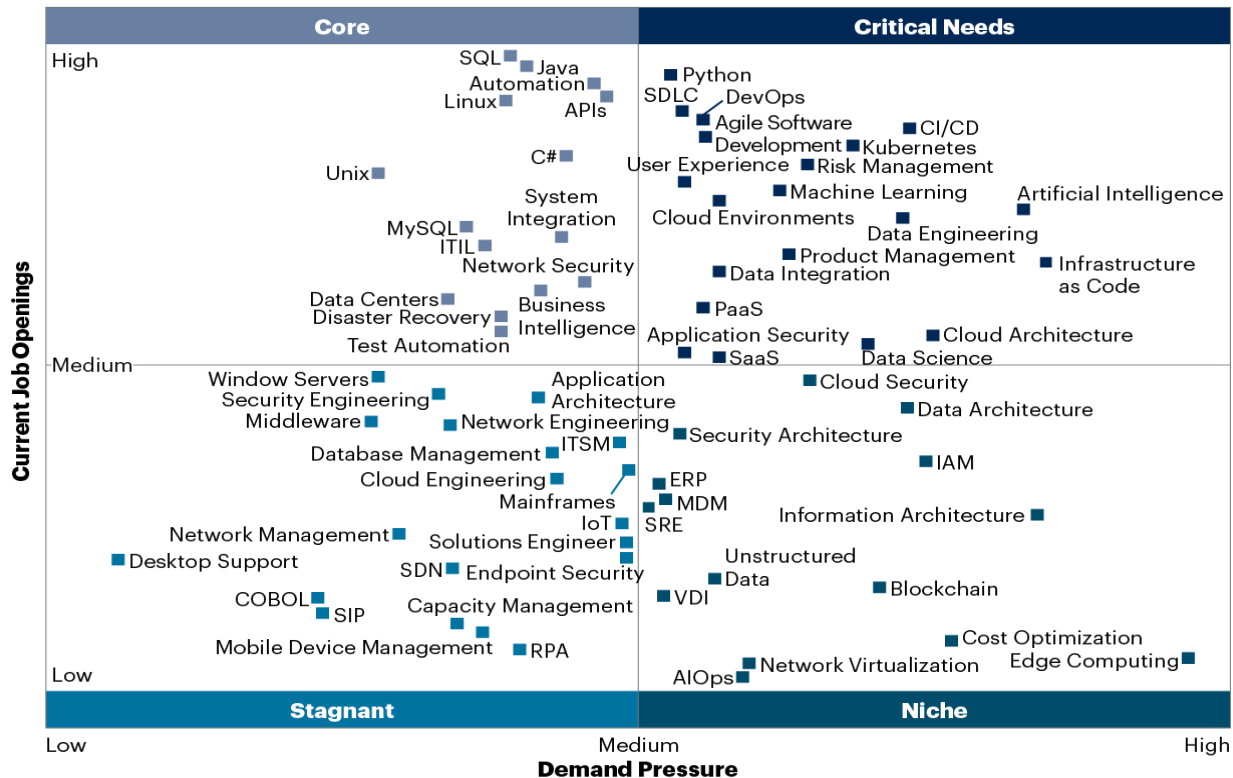 Core
Critical Needs
High
SQL
Java
Automation
Linux
APIs
C#
Unix
System
Integration
MySQL
ITIL
Network Security
Data Centers
Business
Intelligence
Disaster Recovery
Test Automation
Python
SDLC
DevOps
Agile Software
Development
CI/CD
Kubernetes
User Experience
Risk Management
Machine Learning
Artificial Intelligence
Cloud Environments
Data Engineering
Product Management
Infrastructure
as Code
Data Integration
PaaS
Application Security
Cloud Architecture
SaaS
Data Science
Current Job Openings
Medium
Window Servers
Application
Architecture
Security Engineering
Middleware
Network Engineering
ITSM
Database Management
Cloud Engineering
Mainframes
IoT
Network Management
Solutions Engineer
Desktop Support
SDN
Endpoint Security
COBOL
SIP
Capacity Management
Mobile Device Management
RPA
Cloud Security
Data Architecture
Security Architecture
IAM
ERP
MDM
SRE
Information Architecture
Unstructured
Data
Blockchain
VDI
Cost Optimization
Edge Computing
Network Virtualization
AIOps
Low
Stagnant
Niche
Low
Medium
High
Demand Pressure